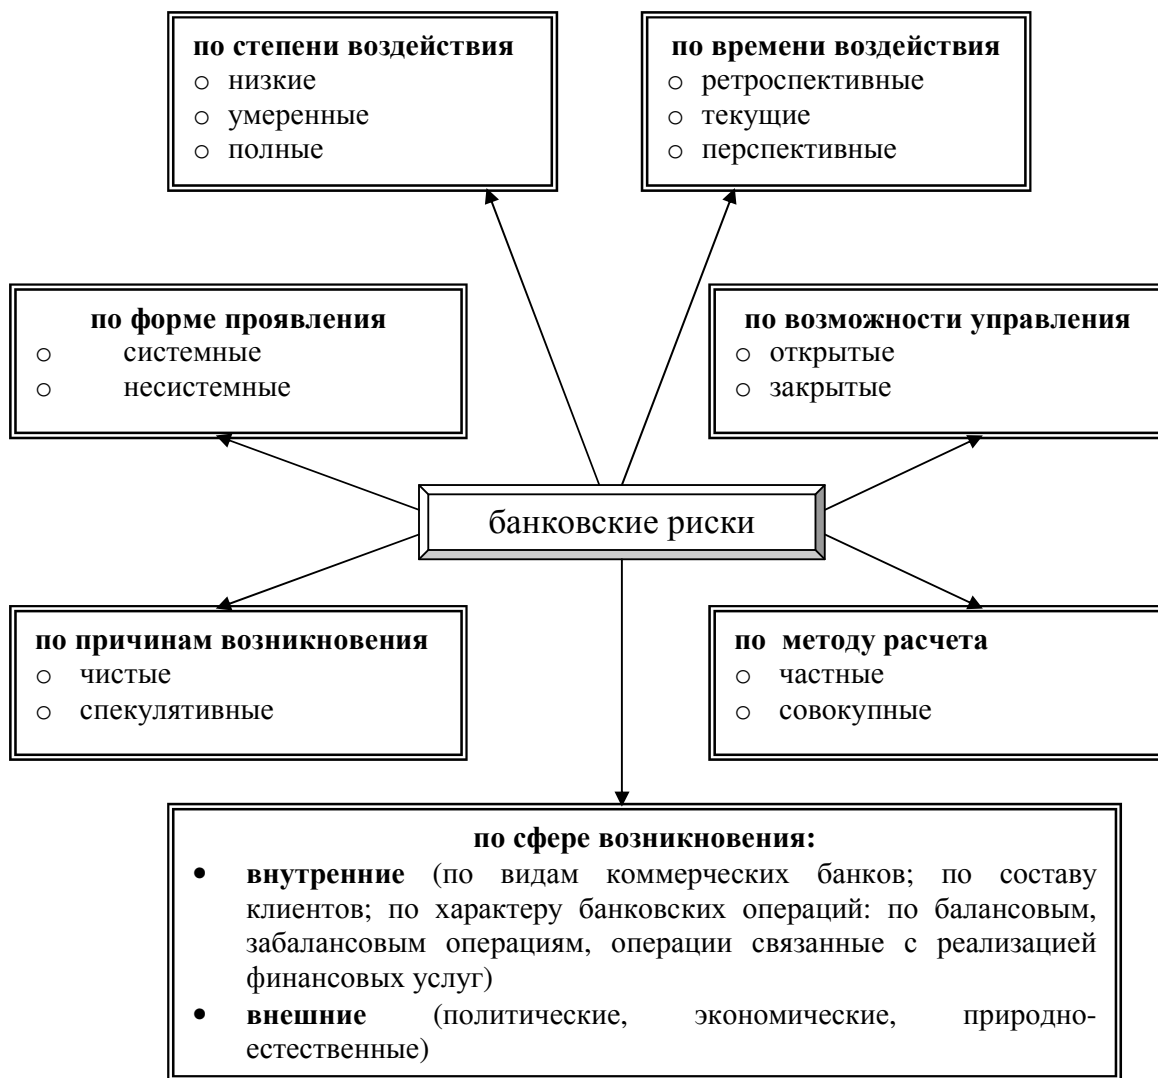 по степени воздействия
○ низкие
○ умеренные
○ полные
по времени воздействия
○ ретроспективные
○ текущие
○ перспективные
по форме проявления
○ системные
○ несистемные
по возможности управления
○ открытые
○ закрытые
банковские риски
по причинам возникновения
○ чистые
○ спекулятивные
по методу расчета
○ частные
○ совокупные
по сфере возникновения:
• внутренние (по видам коммерческих банков; по составу
клиентов; по характеру банковских операций: по балансовым,
забалансовым операциям, операции связанные с реализацией
финансовых услуг)
• внешние (политические, экономические, природно-
естественные)